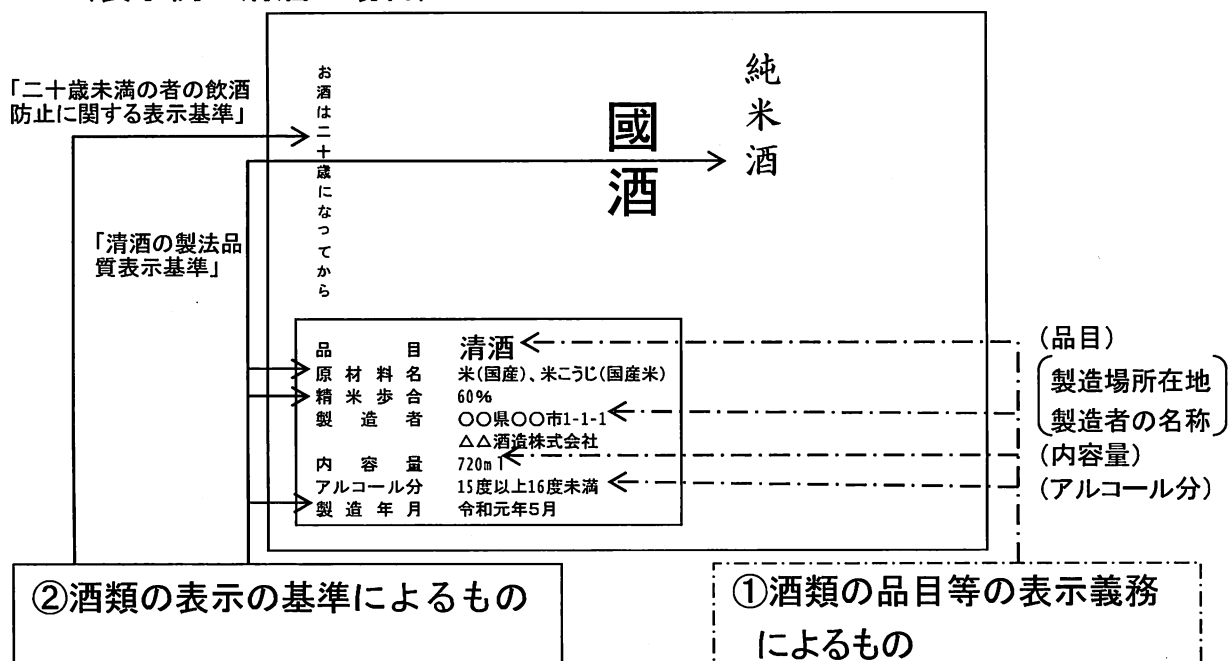 「二十歳未満の者の飲酒
防止に関する表示基準」
「清酒の製法品
質表示基準」
純米酒
國酒
お酒は二十歳になってから
品目 清酒
原材料名 米(国産)、米こうじ(国産米)
精米歩合 60%
製造者 〇〇県〇〇市1-1-1
△△酒造株式会社
内容量 720ml
アルコール分 15度以上16度未満
製造年月 令和元年5月
(品目)
製造場所在地
製造者の名称
(内容量)
(アルコール分)
②酒類の表示の基準によるもの
①酒類の品目等の表示義務
によるもの